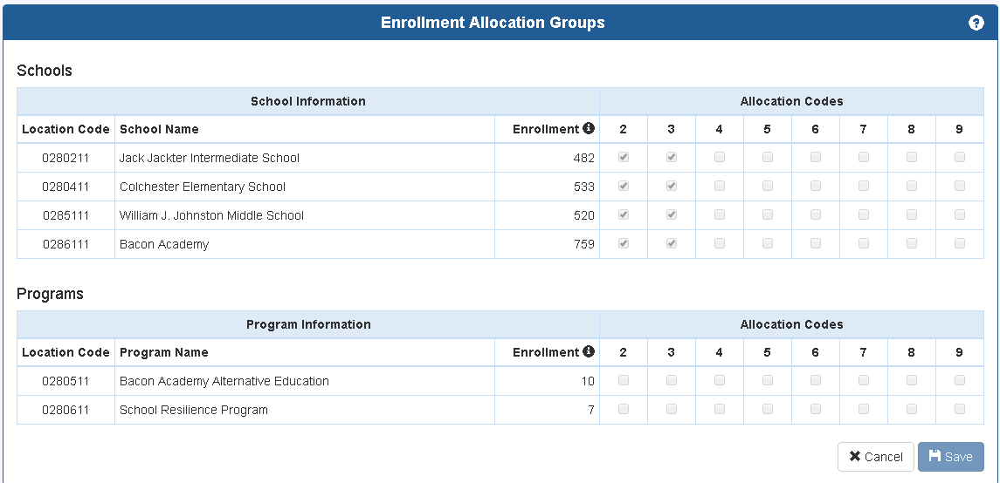 Enrollment Allocation Groups
Schools
School Information Allocation Codes
Location Code School Name Enrollment 2 3 4 5 6 7 8 9
0280211 Jack Jackter Intermediate School 482
0280411 Colchester Elementary School 533
0285111 William J. Johnston Middle School 520
0286111 Bacon Academy 759
Programs
Program Information Allocation Codes
Location Code Program Name Enrollment 2 3 4 5 6 7 8 9
0280511 Bacon Academy Alternative Education 10
0280611 School Resilience Program 7
Cancel Save